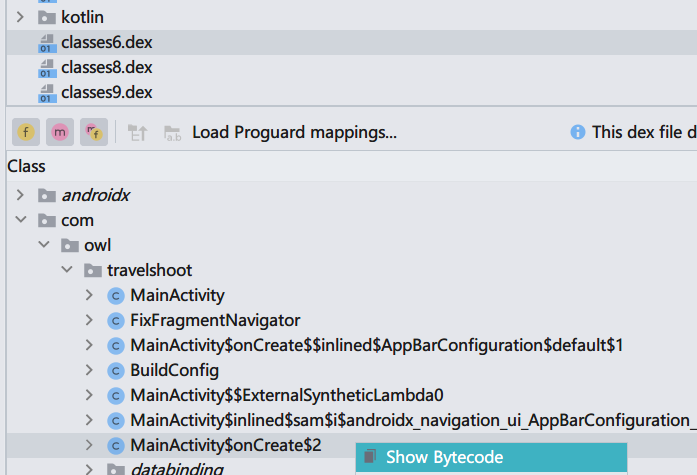 kotlin
classes6.dex
classes8.dex
classes9.dex
f m f Load Proguard mappings... This dex file d
Class
androidx
com
owl
travelshoot
C MainActivity
C FixFragmentNavigator
C MainActivity$onCreate$$inlined$AppBarConfiguration$default$1
C BuildConfig
C MainActivity$$ExternalSyntheticLambda0
C MainActivity$inlined$sam$i$androidx_navigation_ui_AppBarConfiguration_
C MainActivity$onCreate$2
Show Bytecode
databinding